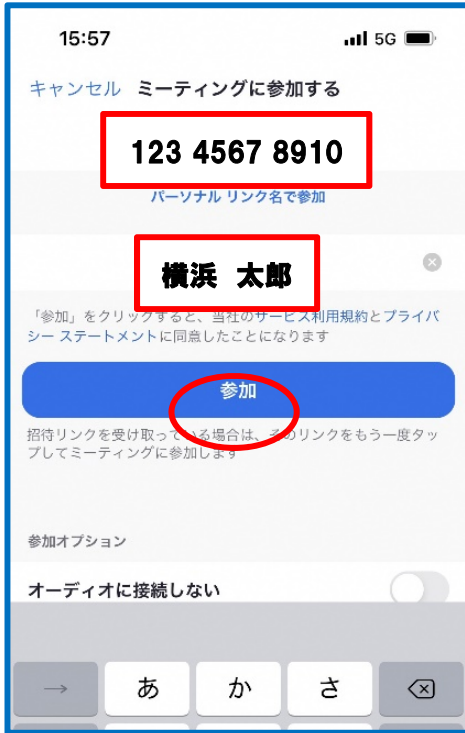 15:57 5G
キャンセル ミーティングに参加する
123 4567 8910
パーソナル リンク名で参加
横浜 太郎
「参加」をクリックすると、当社のサービス利用規約とプライバ
シー ステートメントに同意したことになります
参加
招待リンクを受け取っている場合は、そのリンクをもう一度タッ
プしてミーティングに参加します
参加オプション
オーディオに接続しない
→ あ か さ